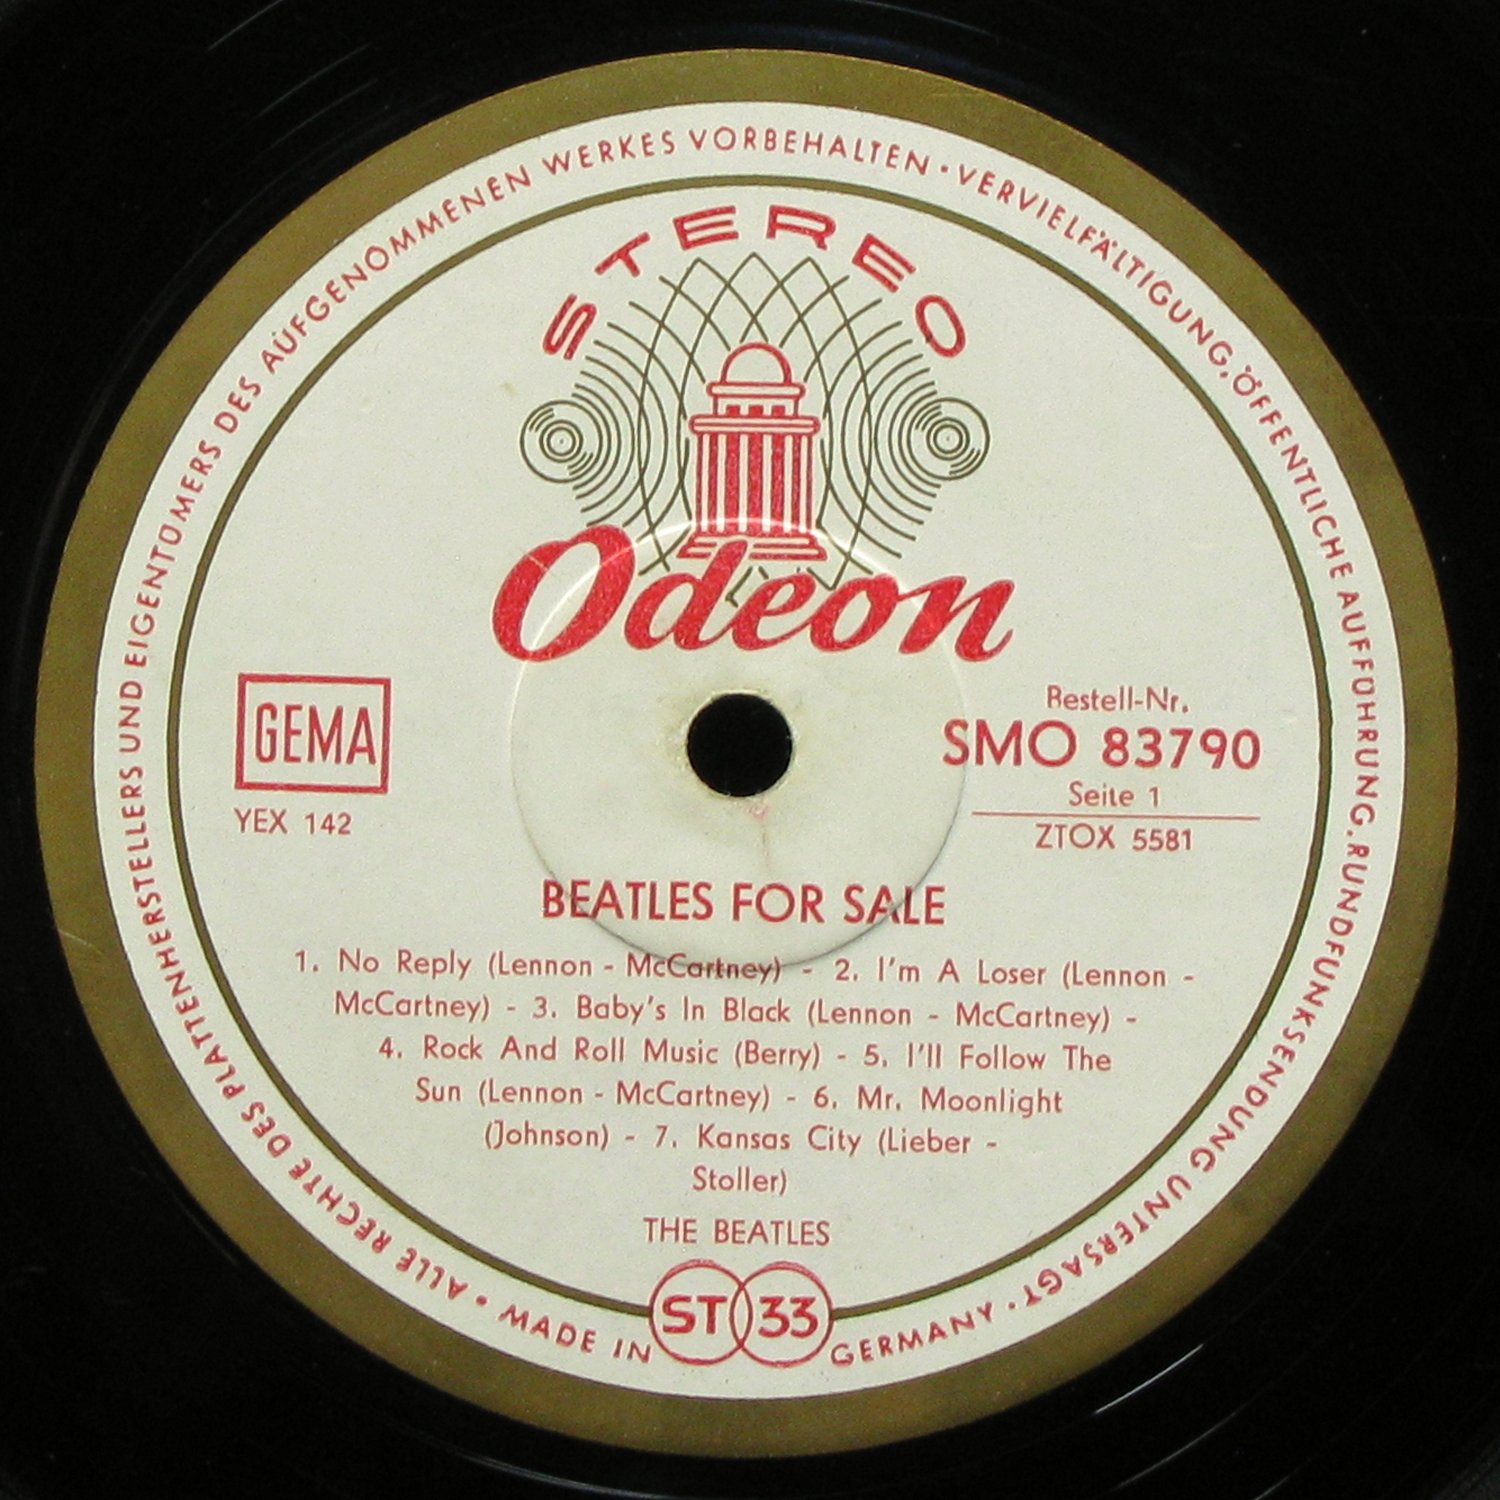 ALLE RECHTE DES PLATTENHERSTELLERS UND EIGENTÜMERS DES AUFGENOMMENEN WERKES VORBEHALTEN · VERVIELFÄLTIGUNG, ÖFFENTLICHE AUFFÜHRUNG, RUNDFUNKSENDUNG UNTERSAGT ·
STEREO
Odeon
GEMA
YEX 142
Bestell-Nr.
SMO 83790
Seite 1
ZTOX 5581
BEATLES FOR SALE
1. No Reply (Lennon - McCartney) - 2. I'm A Loser (Lennon -
McCartney) - 3. Baby's In Black (Lennon - McCartney) -
4. Rock And Roll Music (Berry) - 5. I'll Follow The
Sun (Lennon - McCartney) - 6. Mr. Moonlight
(Johnson) - 7. Kansas City (Lieber -
Stoller)
THE BEATLES
ST 33
· MADE IN GERMANY ·